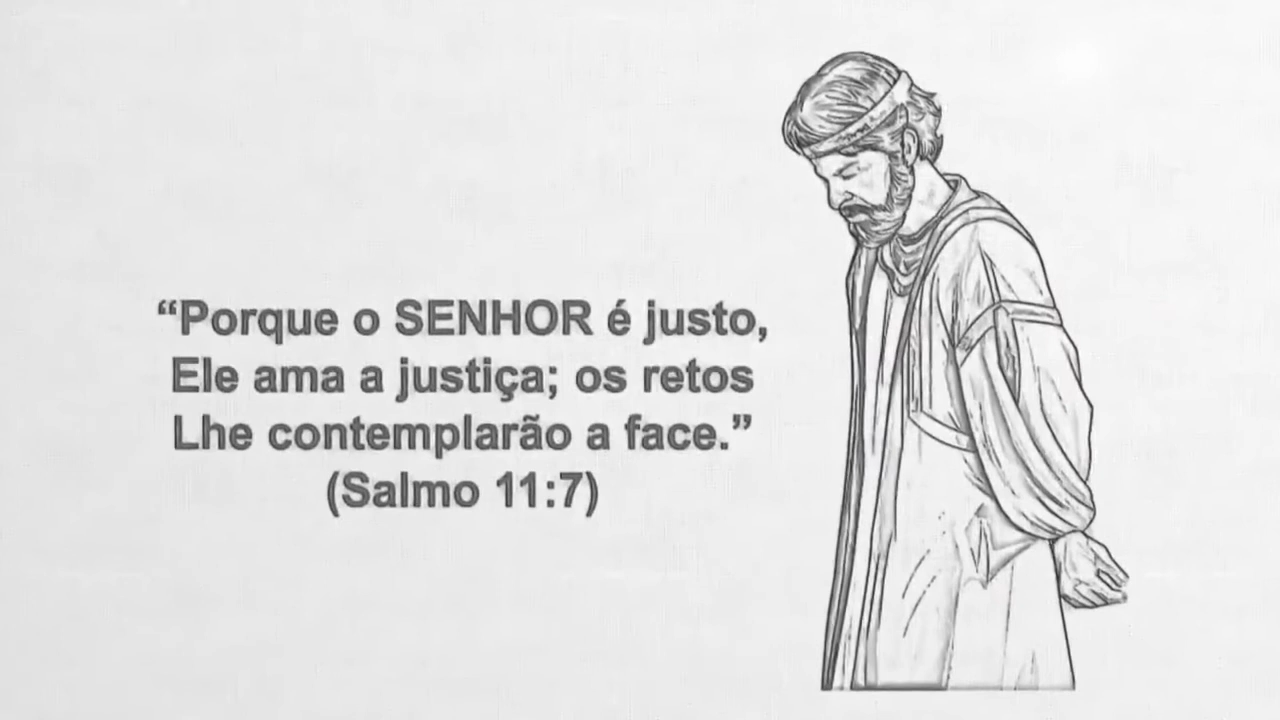 “Porque o SENHOR é justo,
Ele ama a justiça; os retos
Lhe contemplarão a face.”
(Salmo 11:7)